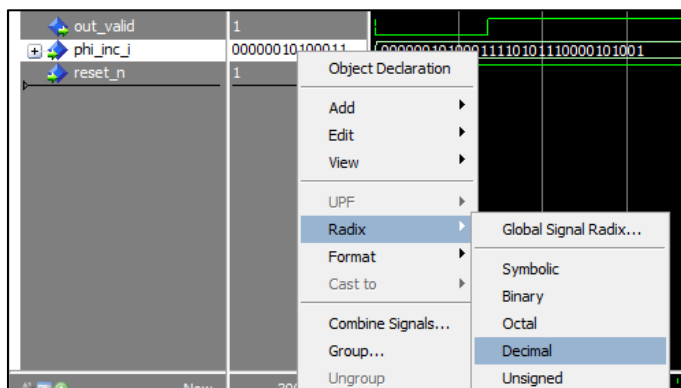 out_valid 1
phi_inc_i 00000010100011 00000010100011110101110000101001
reset_n 1
Object Declaration
Add
Edit
View
UPF
Radix
Global Signal Radix...
Format
Symbolic
Cast to
Binary
Combine Signals...
Octal
Group...
Decimal
Ungroup
Unsigned
Now